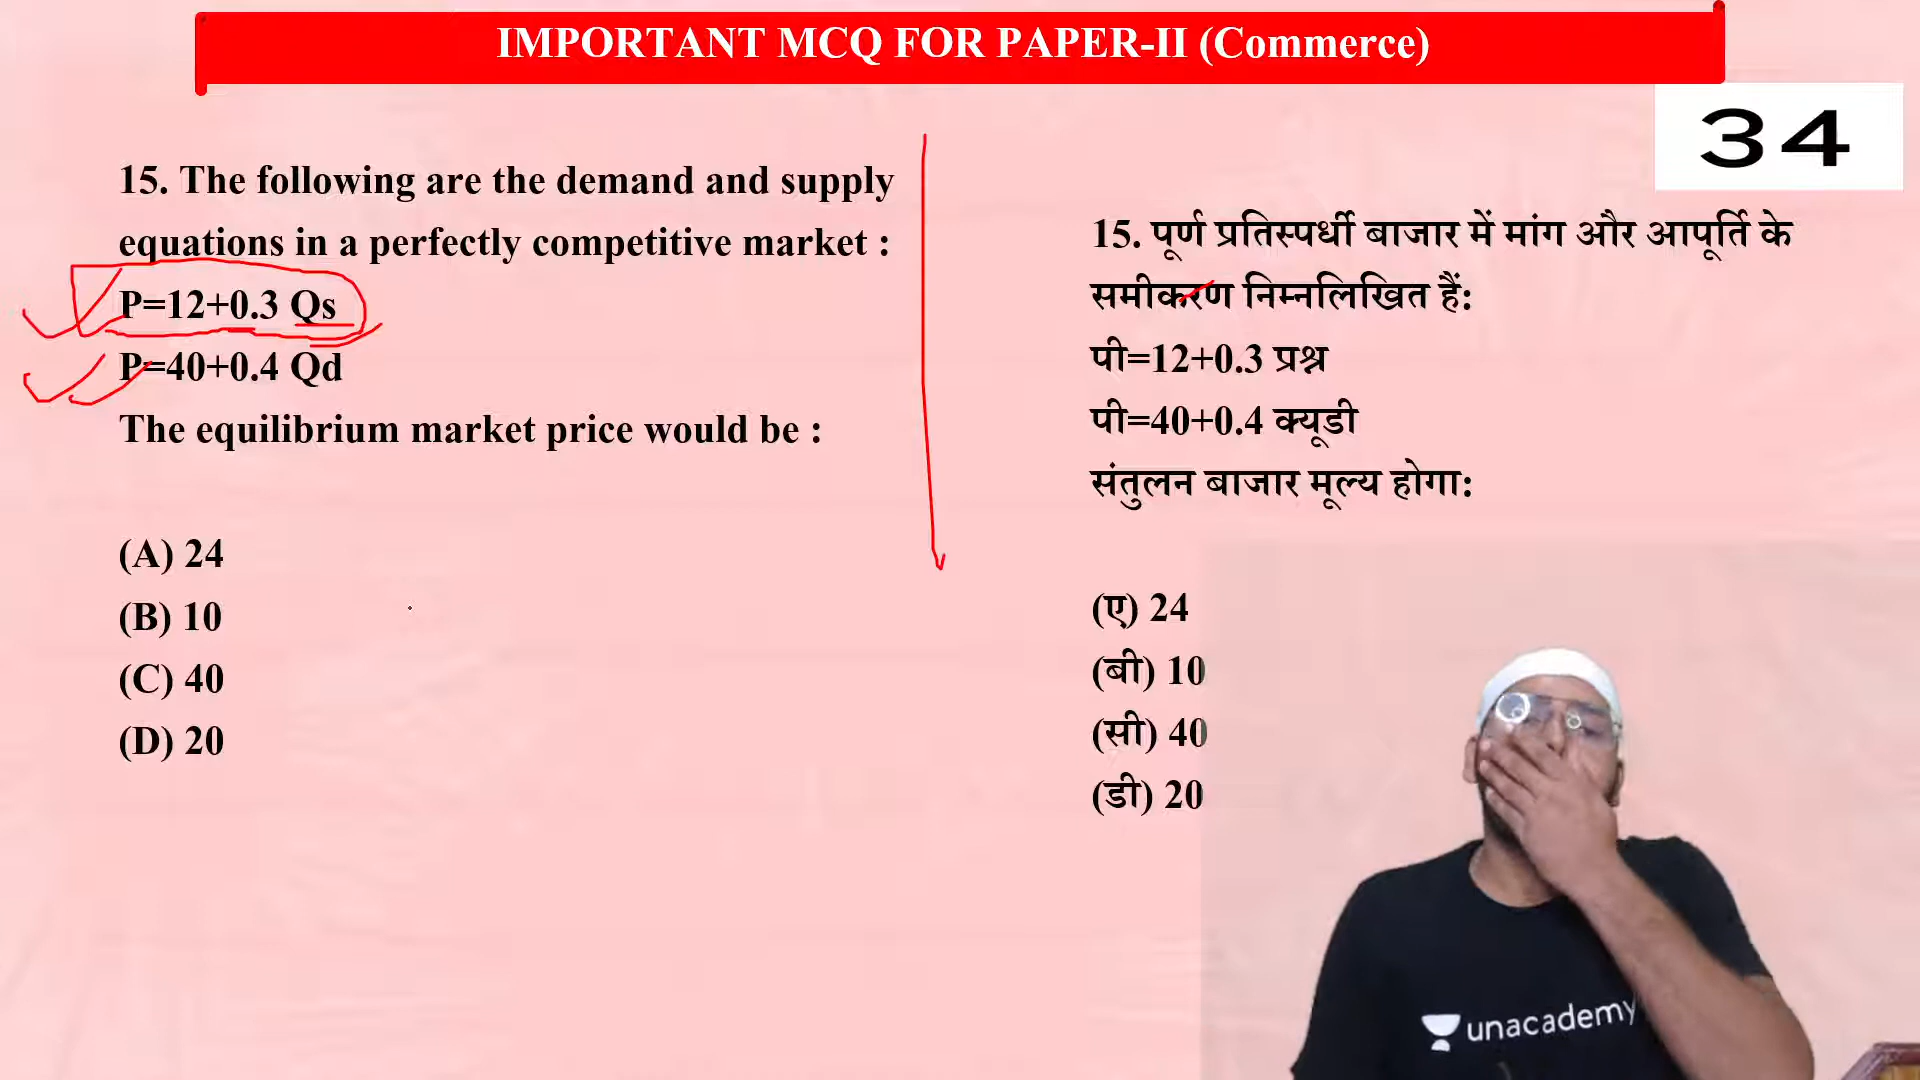 IMPORTANT MCQ FOR PAPER-II (Commerce)
34
15. The following are the demand and supply
equations in a perfectly competitive market :
P=12+0.3 Qs
P=40+0.4 Qd
The equilibrium market price would be :
(A) 24
(B) 10
(C) 40
(D) 20
15. पूर्ण प्रतिस्पर्धी बाजार में मांग और आपूर्ति के
समीकरण निम्नलिखित हैं:
पी=12+0.3 प्रश्न
पी=40+0.4 क्यूडी
संतुलन बाजार मूल्य होगा:
(ए) 24
(बी) 10
(सी) 40
(डी) 20
unacademy